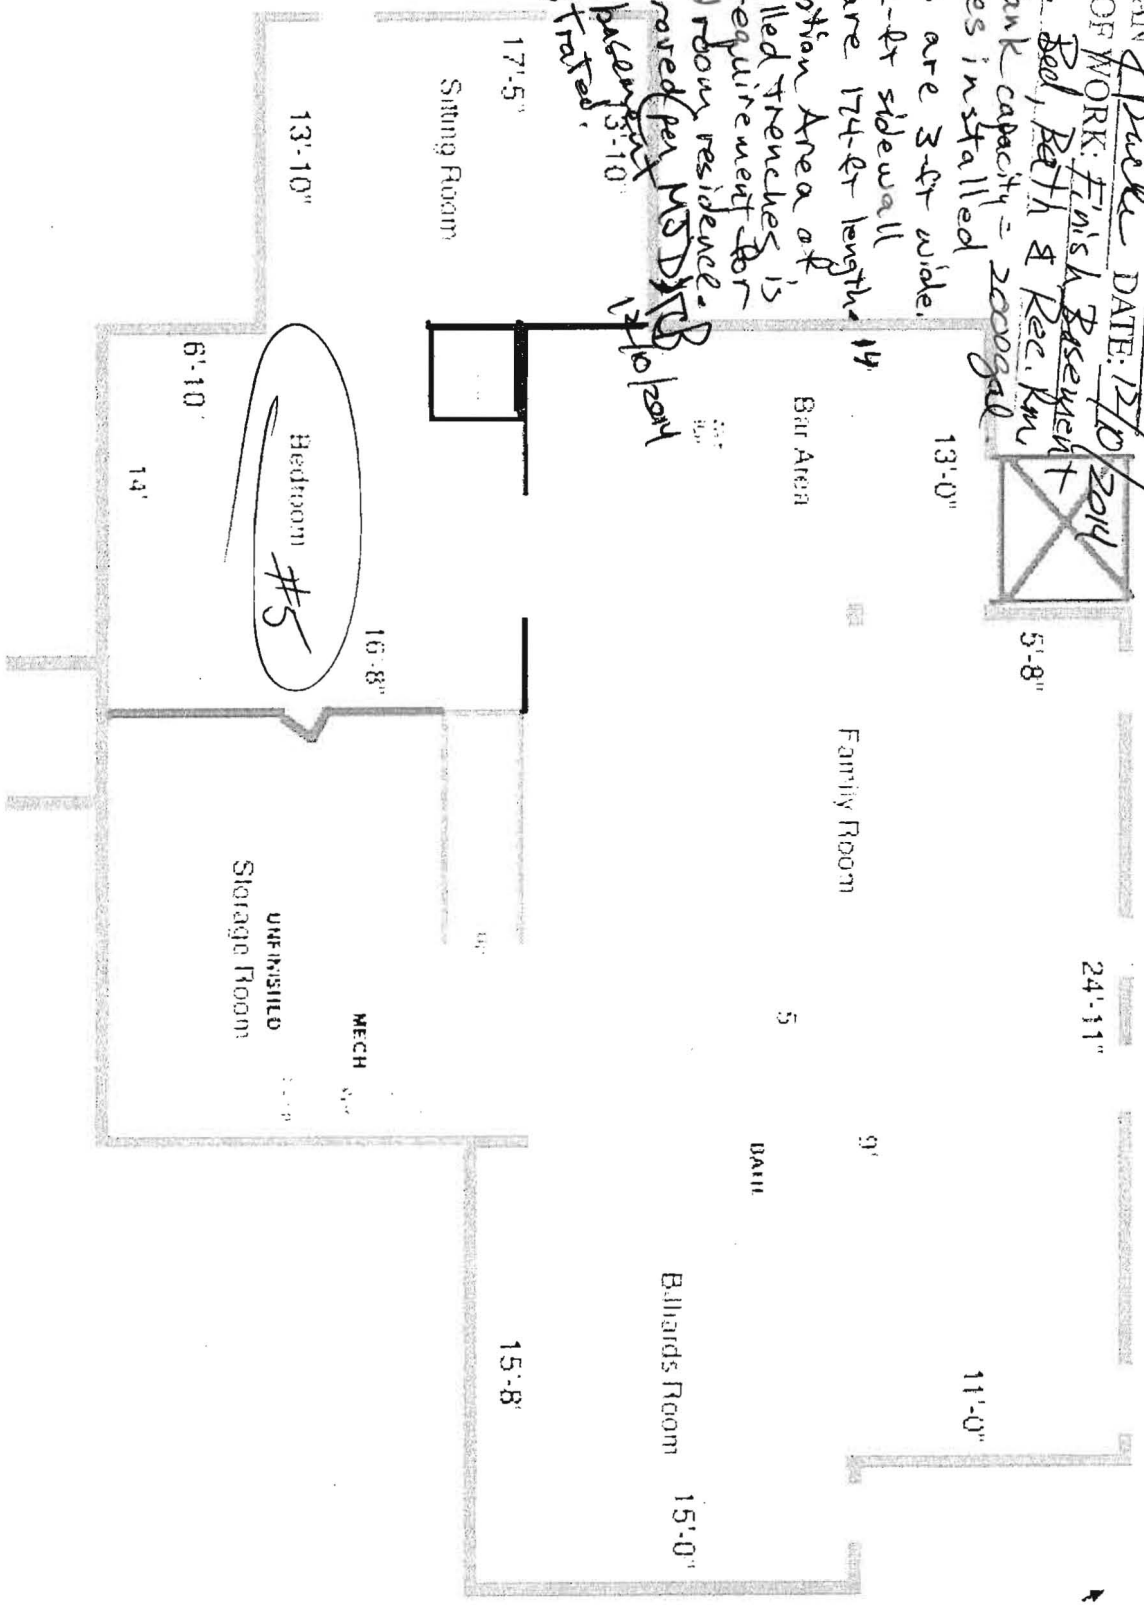 DATE: 12/10/2014
OF WORK: Finish Basement
Bed, Bath & Rec. Rm
ank capacity = 2000gal.
es installed
are 3-ft wide.
-ft sidewall
are 174-ft length.
ption Area of
lled trenches is
equirement for
) room residence.
roved per MJD/TCB
basement 12/10/2014
trated.
17'-5"
13'-10"
Sitting Room
13'-10"
14'
Bar Area
13'-0"
5'-8"
6'-10"
Bedroom #5
14'
16'-8"
Family Room
24'-11"
5
9'
BATH
UNFINISHED
Storage Room
MECH
Billiards Room
11'-0"
15'-8"
15'-0"